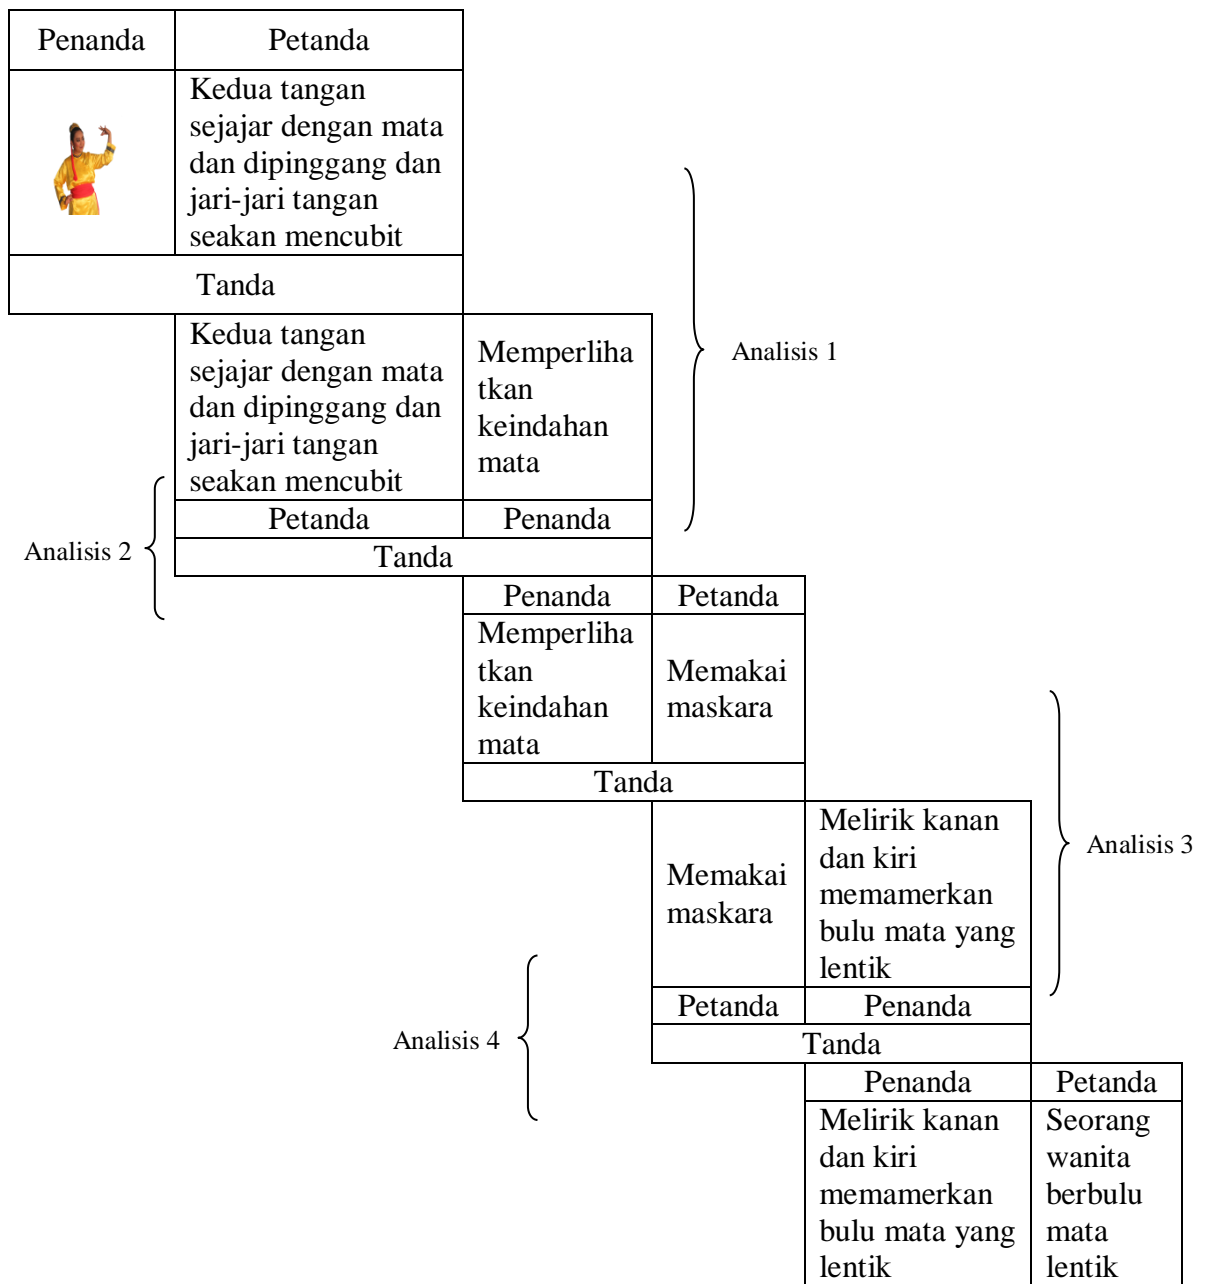 Penanda
Petanda
Kedua tangan
sejajar dengan mata
dan dipinggang dan
jari-jari tangan
seakan mencubit
Tanda
Kedua tangan
sejajar dengan mata
dan dipinggang dan
jari-jari tangan
seakan mencubit
Memperliha
tkan
keindahan
mata
Analisis 1
Petanda
Penanda
Analisis 2
Tanda
Penanda
Petanda
Memperliha
tkan
keindahan
mata
Memakai
maskara
Tanda
Memakai
maskara
Melirik kanan
dan kiri
memamerkan
bulu mata yang
lentik
Analisis 3
Petanda
Penanda
Analisis 4
Tanda
Penanda
Petanda
Melirik kanan
dan kiri
memamerkan
bulu mata yang
lentik
Seorang
wanita
berbulu
mata
lentik